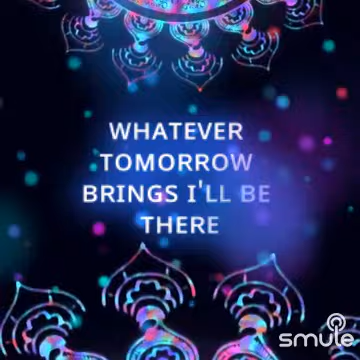 WHATEVER
TOMORROW
BRINGS I'LL BE
THERE
smule